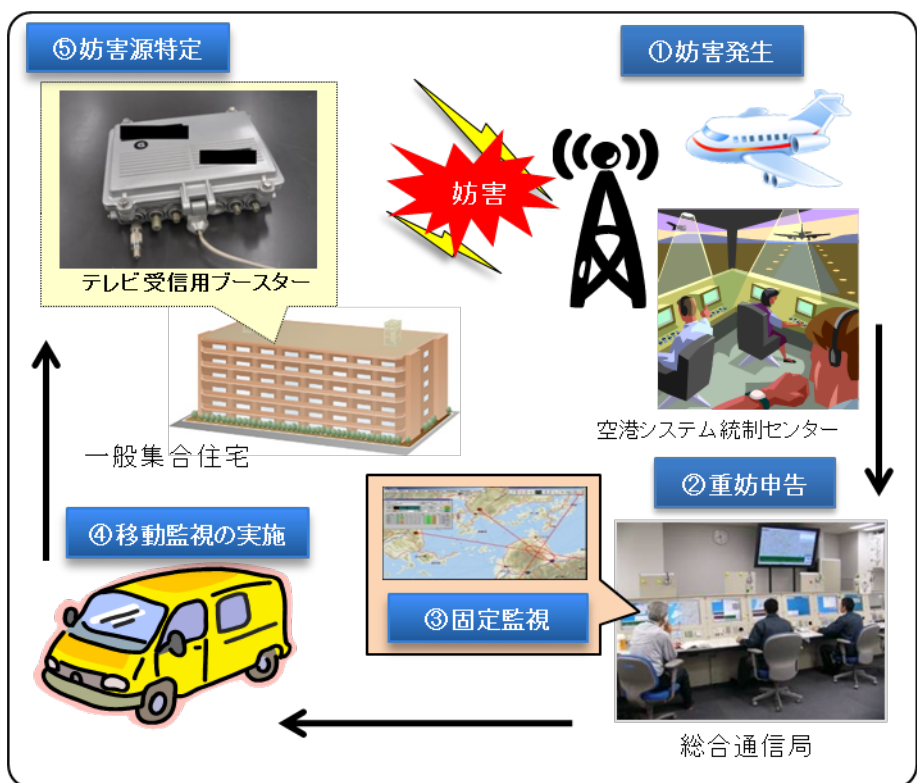 ⑤妨害源特定
①妨害発生
妨害
テレビ受信用ブースター
空港システム統制センター
一般集合住宅
②重妨申告
④移動監視の実施
③固定監視
総合通信局